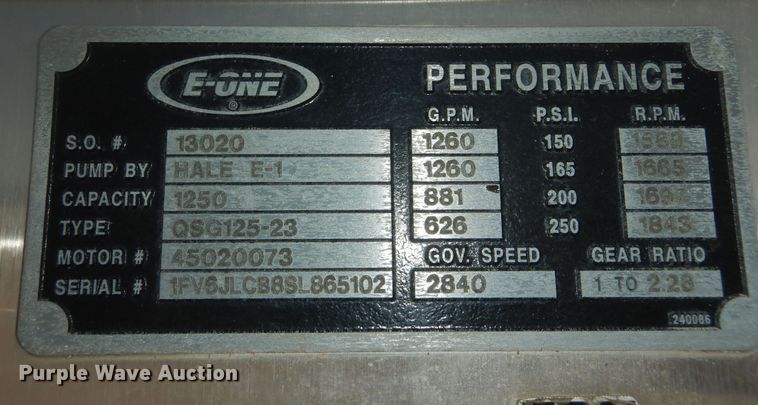 E-ONE ®
PERFORMANCE
G.P.M. P.S.I. R.P.M.
S.O. # 13020 1260 150
PUMP BY HALE E-1 1260 165 1665
CAPACITY 1250 881 200
TYPE QSG125-23 626 250 1843
MOTOR # 45020073 GOV. SPEED GEAR RATIO
SERIAL # 1FV6JLCB8SL865102 2840 1 TO 2.28
240086
Purple Wave Auction